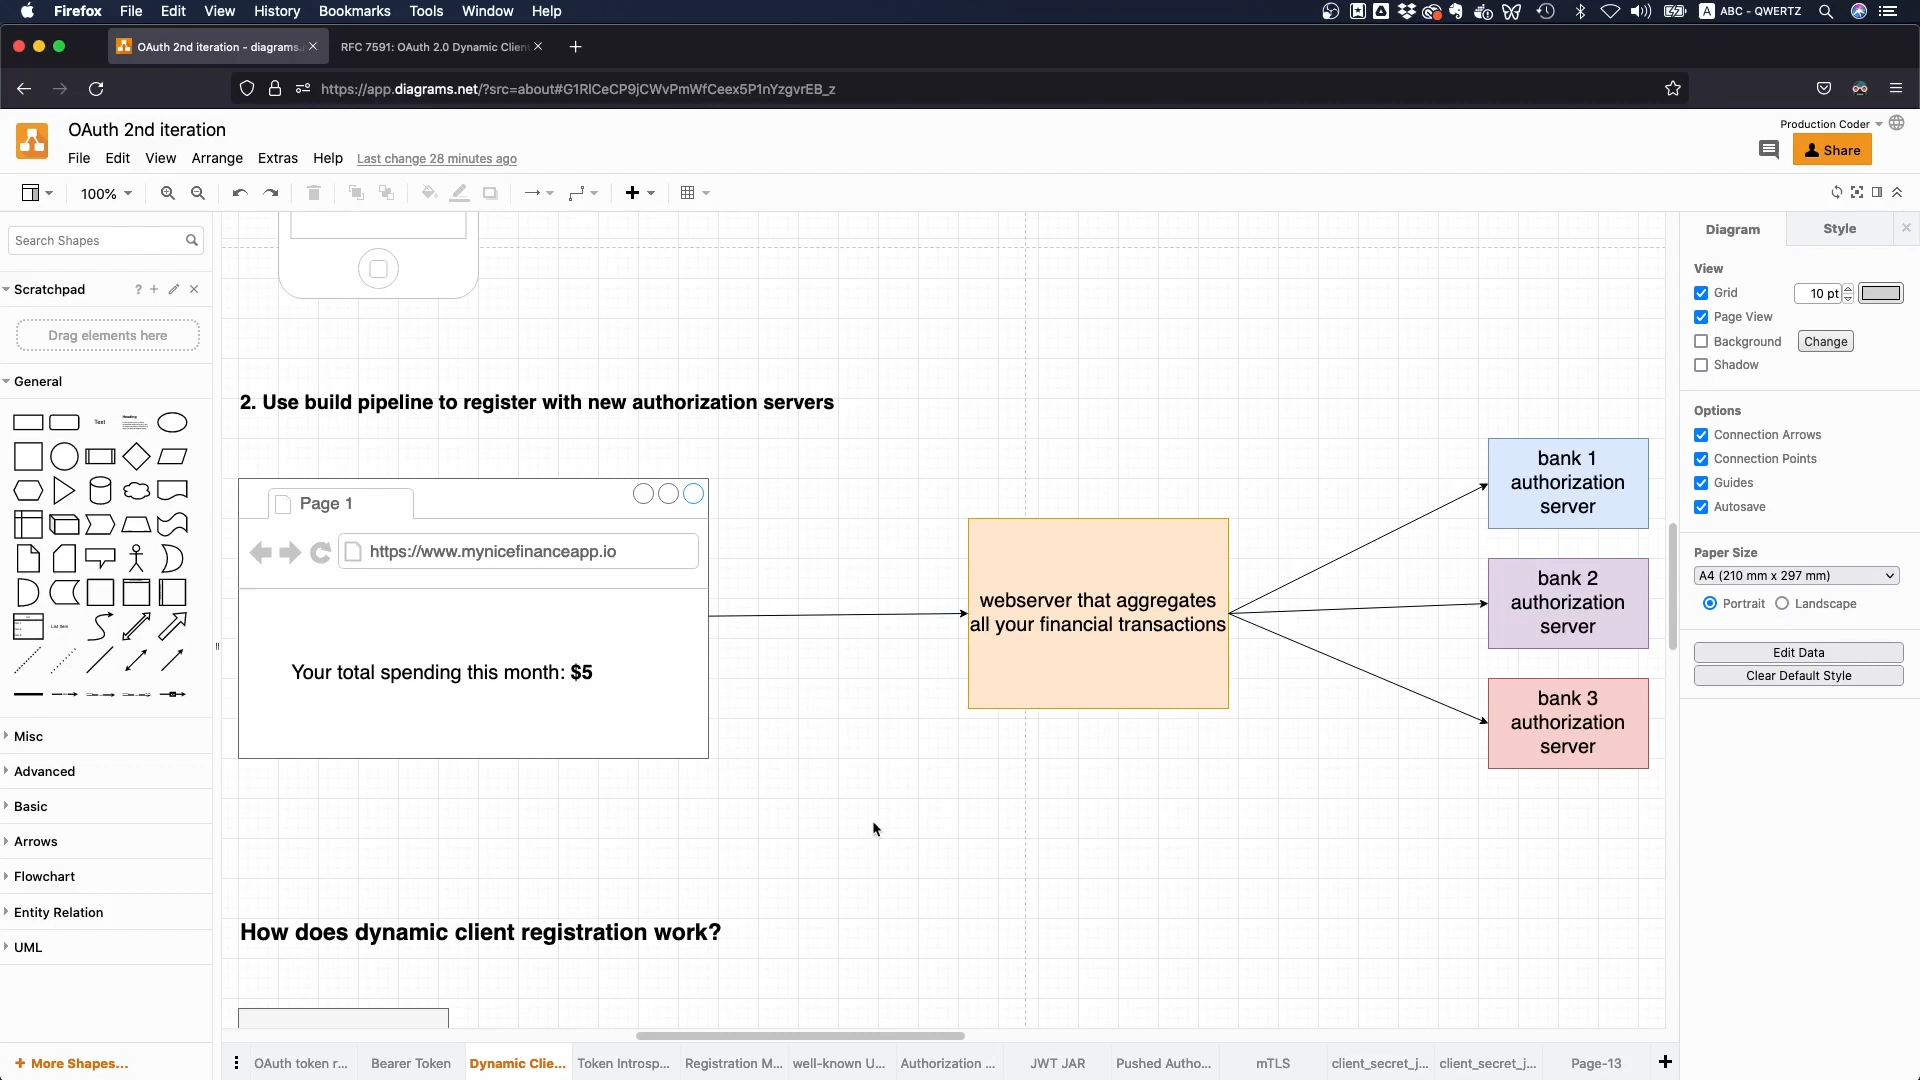 Firefox File Edit View History Bookmarks Tools Window Help
A ABC - QWERTZ
OAuth 2nd iteration - diagrams.
RFC 7591: OAuth 2.0 Dynamic Clien
https://app.diagrams.net/?src=about#G1RlCeCP9jCWvPmWfCeex5P1nYzgvrEB_z
OAuth 2nd iteration
File Edit View Arrange Extras Help Last change 28 minutes ago
Production Coder
Share
100%
Search Shapes
Scratchpad
?
Drag elements here
General
Text
Heading
List Item
Misc
Advanced
Basic
Arrows
Flowchart
Entity Relation
UML
+ More Shapes...
2. Use build pipeline to register with new authorization servers
Page 1
https://www.mynicefinanceapp.io
Your total spending this month: $5
webserver that aggregates
all your financial transactions
bank 1
authorization
server
bank 2
authorization
server
bank 3
authorization
server
How does dynamic client registration work?
Diagram Style
View
Grid
10 pt
Page View
Background
Change
Shadow
Options
Connection Arrows
Connection Points
Guides
Autosave
Paper Size
A4 (210 mm x 297 mm)
Portrait Landscape
Edit Data
Clear Default Style
OAuth token r... Bearer Token Dynamic Clie... Token Introsp... Registration M... well-known U... Authorization ... JWT JAR Pushed Autho... mTLS client_secret_j... client_secret_j... Page-13